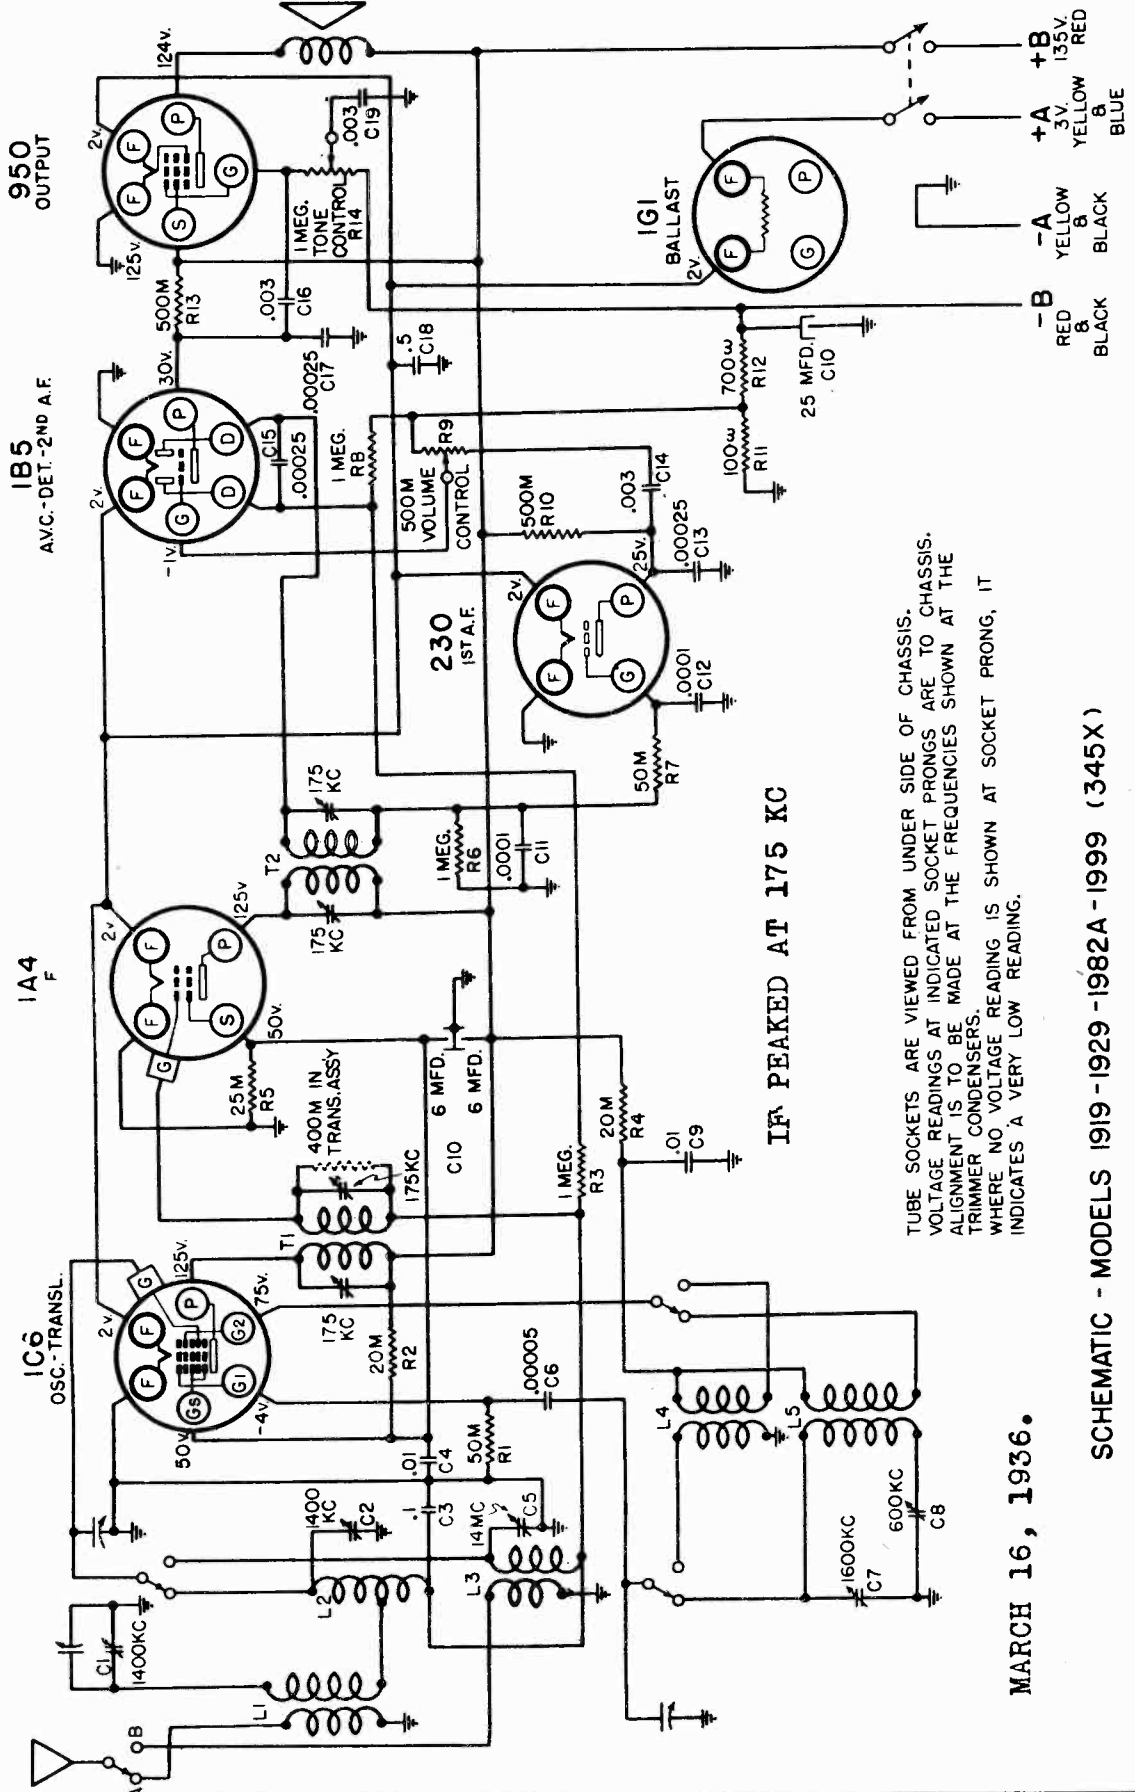 1C6
OSC.-TRANSL.
1A4
F
1B5
A.V.C.-DET.-2ND A.F.
950
OUTPUT
2V.
F
F
G
P
GS
G1
G2
50V.
-4V.
75V.
125V.
2V
F
F
G
P
S
125V
50V.
2V.
F
F
G
P
D
D
-1V.
30V.
2V.
F
F
S
P
G
125V.
124V.
C1
1400KC
B
L1
L2
1400
KC
C2
L3
14MC
C5
.1
C3
.01
C4
50M
R1
.00005
C6
20M
R2
175
KC
T1
400M IN
TRANS. ASSY
175KC
25M
R5
6 MFD.
6 MFD.
C10
1 MEG.
R3
20M
R4
.01
C9
175
KC
T2
175
KC
1 MEG.
R6
.0001
C11
50M
R7
.0001
C12
230
1ST A.F.
2V.
F
F
G
P
25V.
.00025
C13
.003
C14
500M
R10
500M
VOLUME
CONTROL
R9
1 MEG.
R8
C15
.00025
.00025
C17
500M
R13
.003
C16
1 MEG.
TONE
CONTROL
R14
.003
C19
.5
C18
100ω
R11
700ω
R12
25 MFD.
C10
1G1
BALLAST
2V.
F
F
G
P
-B
RED
&
BLACK
-A
YELLOW
&
BLACK
+A
3V.
YELLOW
&
BLUE
+B
135V.
RED
L4
L5
1600KC
C7
600KC
C8
IF PEAKED AT 175 KC
TUBE SOCKETS ARE VIEWED FROM UNDER SIDE OF CHASSIS.
VOLTAGE READINGS AT INDICATED SOCKET PRONGS ARE TO CHASSIS.
ALIGNMENT IS TO BE MADE AT THE FREQUENCIES SHOWN AT THE
TRIMMER CONDENSERS.
WHERE NO VOLTAGE READING IS SHOWN AT SOCKET PRONG, IT
INDICATES A VERY LOW READING.
MARCH 16, 1936.
SCHEMATIC - MODELS 1919-1929-1982A-1999 (345X)